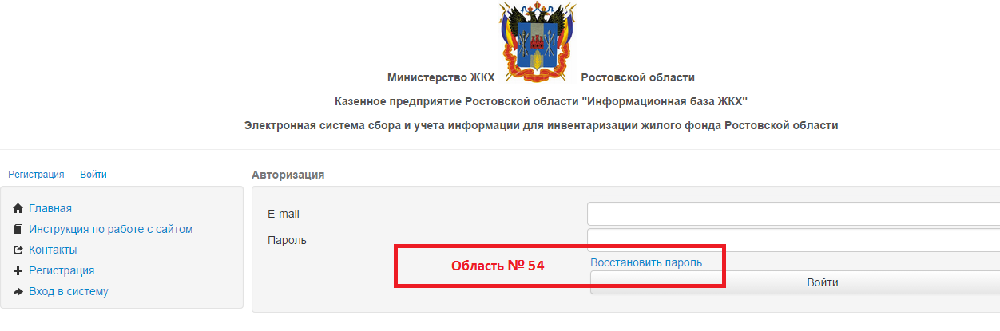 Министерство ЖКХ Ростовской области
Казенное предприятие Ростовской области "Информационная база ЖКХ"
Электронная система сбора и учета информации для инвентаризации жилого фонда Ростовской области
Регистрация Войти
Главная
Инструкция по работе с сайтом
Контакты
Регистрация
Вход в систему
Авторизация
E-mail
Пароль
Область № 54 Восстановить пароль
Войти